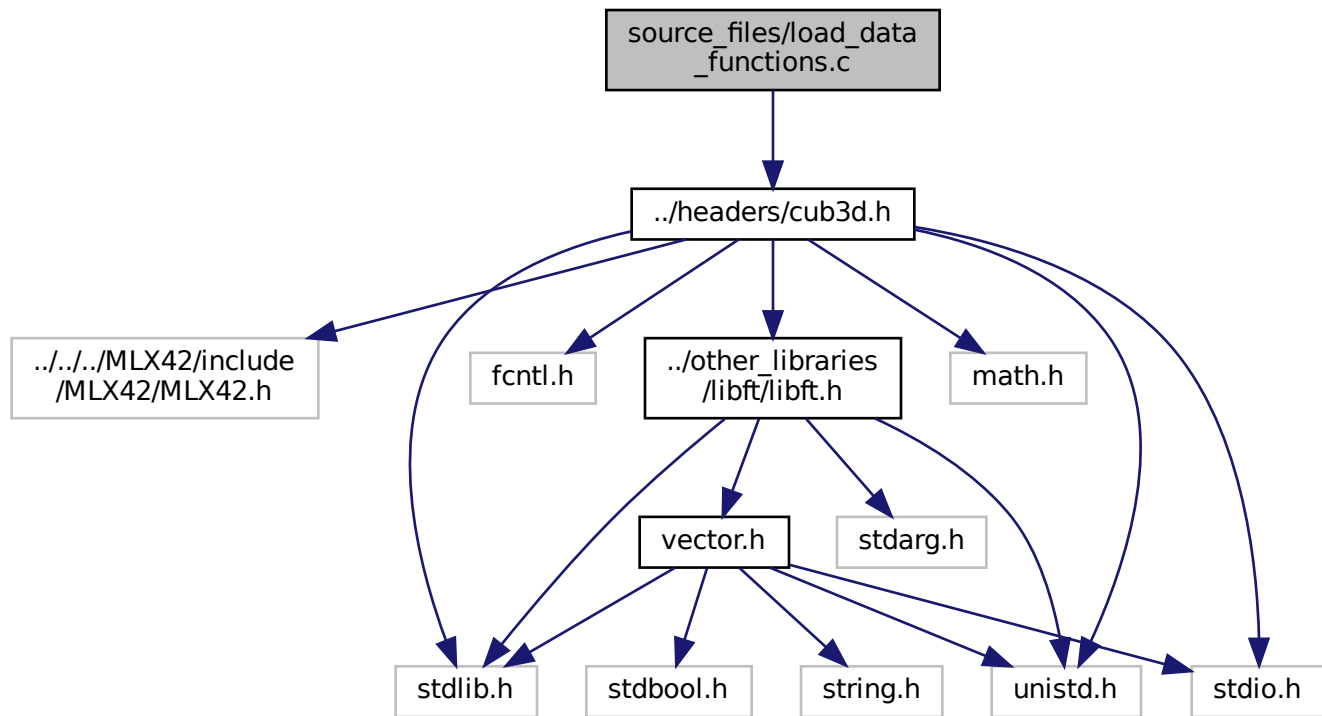 source_files/load_data
_functions.c
../headers/cub3d.h
../../../MLX42/include
/MLX42/MLX42.h
fcntl.h
../other_libraries
/libft/libft.h
math.h
vector.h
stdarg.h
stdlib.h
stdbool.h
string.h
unistd.h
stdio.h